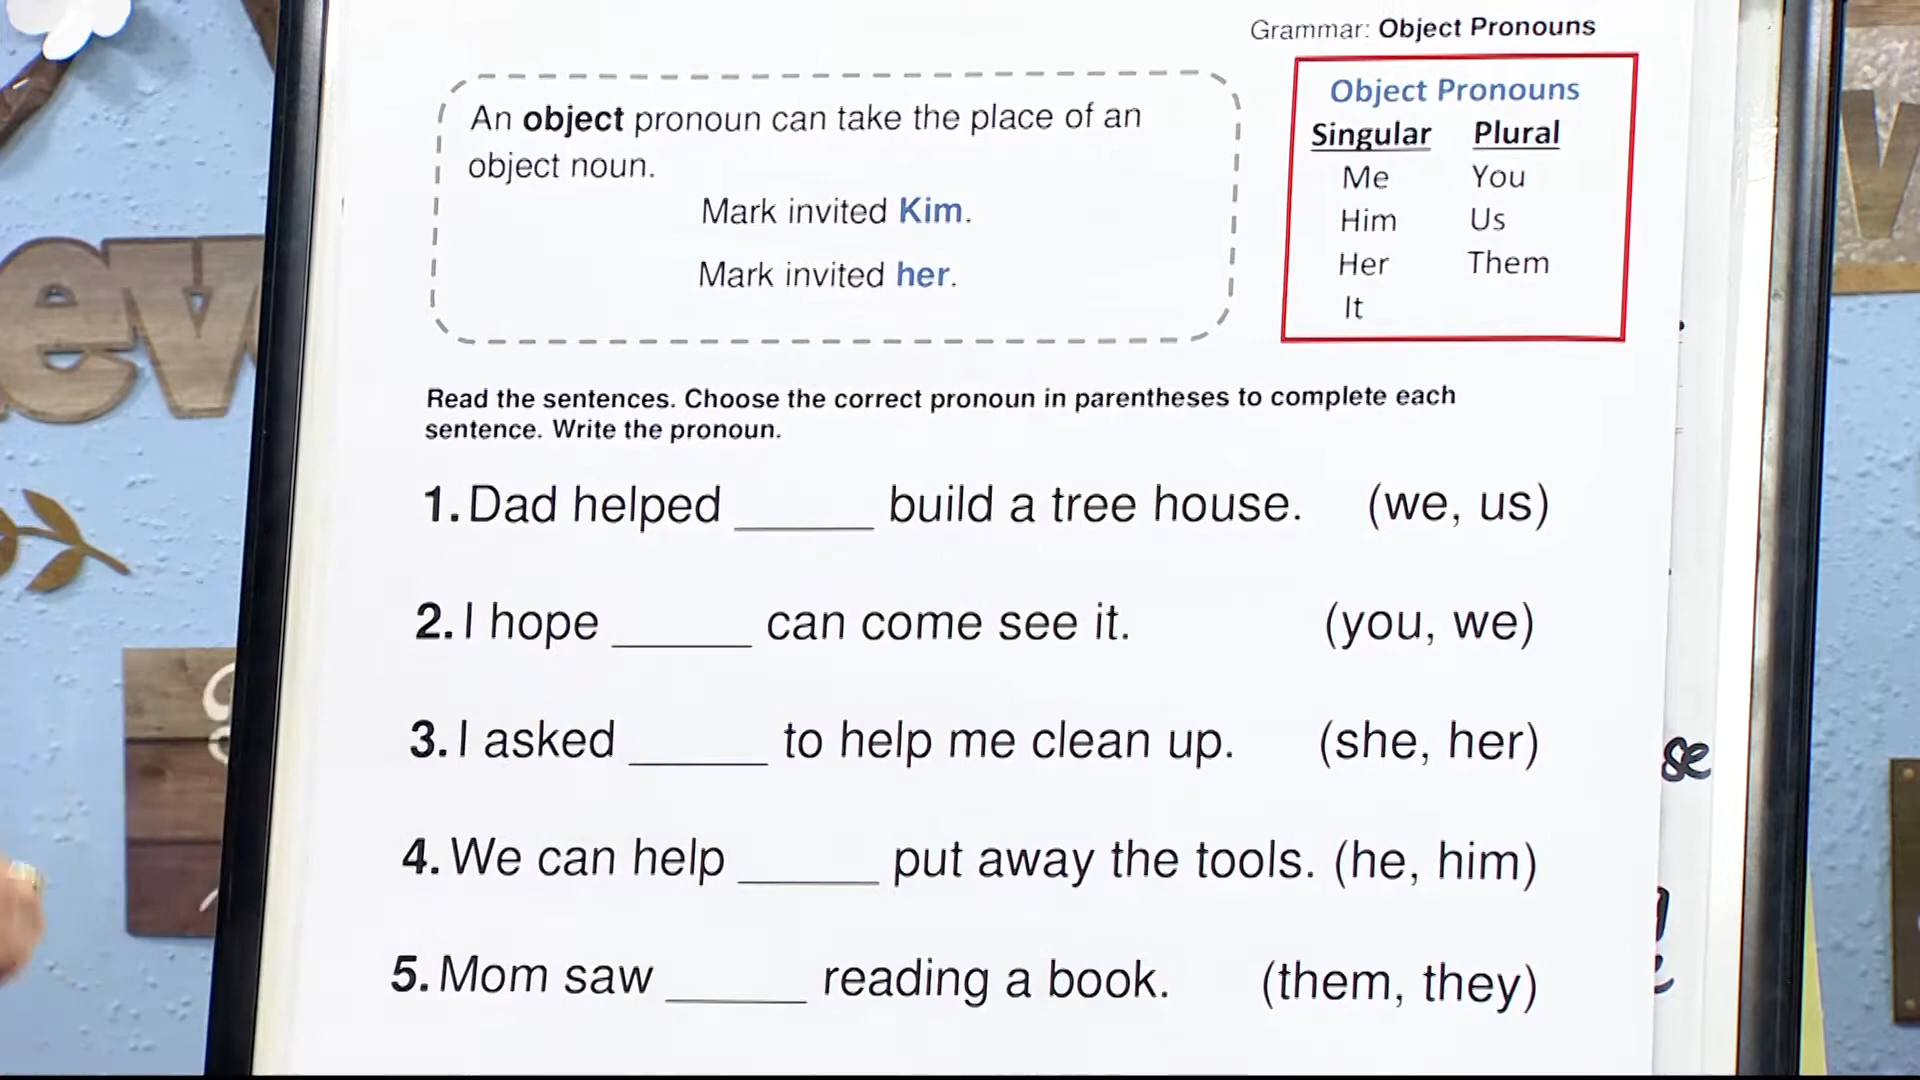 Grammar: Object Pronouns
An object pronoun can take the place of an
object noun.
Mark invited Kim.
Mark invited her.
Object Pronouns
Singular Plural
Me You
Him Us
Her Them
It
Read the sentences. Choose the correct pronoun in parentheses to complete each
sentence. Write the pronoun.
1. Dad helped ______ build a tree house. (we, us)
2. I hope ______ can come see it. (you, we)
3. I asked ______ to help me clean up. (she, her)
4. We can help ______ put away the tools. (he, him)
5. Mom saw ______ reading a book. (them, they)
ew
se